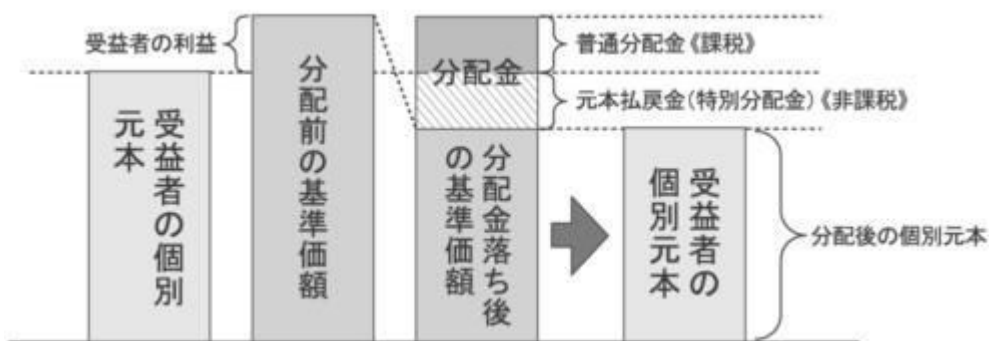 受益者の利益
受益者の個別
元本
分配前の基準価額
分配金
分配金落ち後
の基準価額
普通分配金《課税》
元本払戻金(特別分配金)《非課税》
受益者の
個別元本
分配後の個別元本